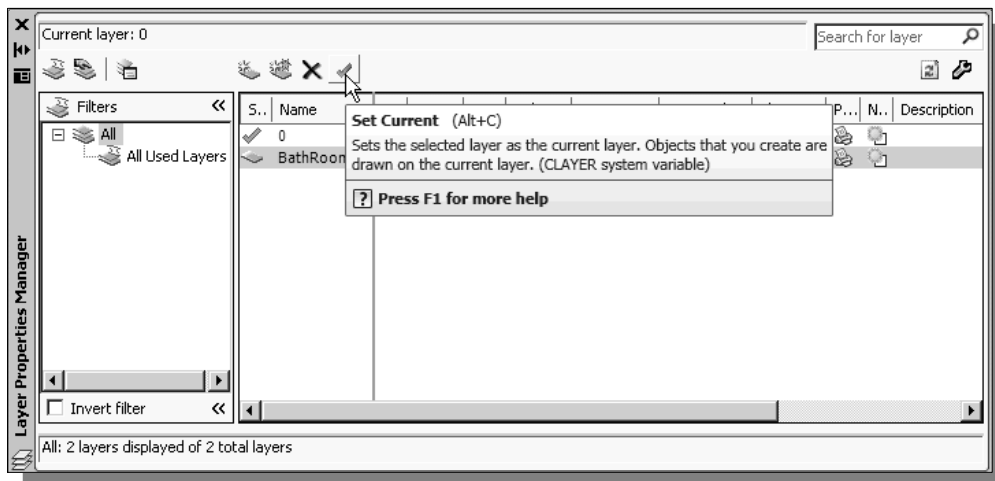 Current layer: 0
Search for layer
Filters
S.. Name P... N.. Description
All
All Used Layers
0
BathRoom
Set Current (Alt+C)
Sets the selected layer as the current layer. Objects that you create are
drawn on the current layer. (CLAYER system variable)
? Press F1 for more help
Invert filter
All: 2 layers displayed of 2 total layers
Layer Properties Manager